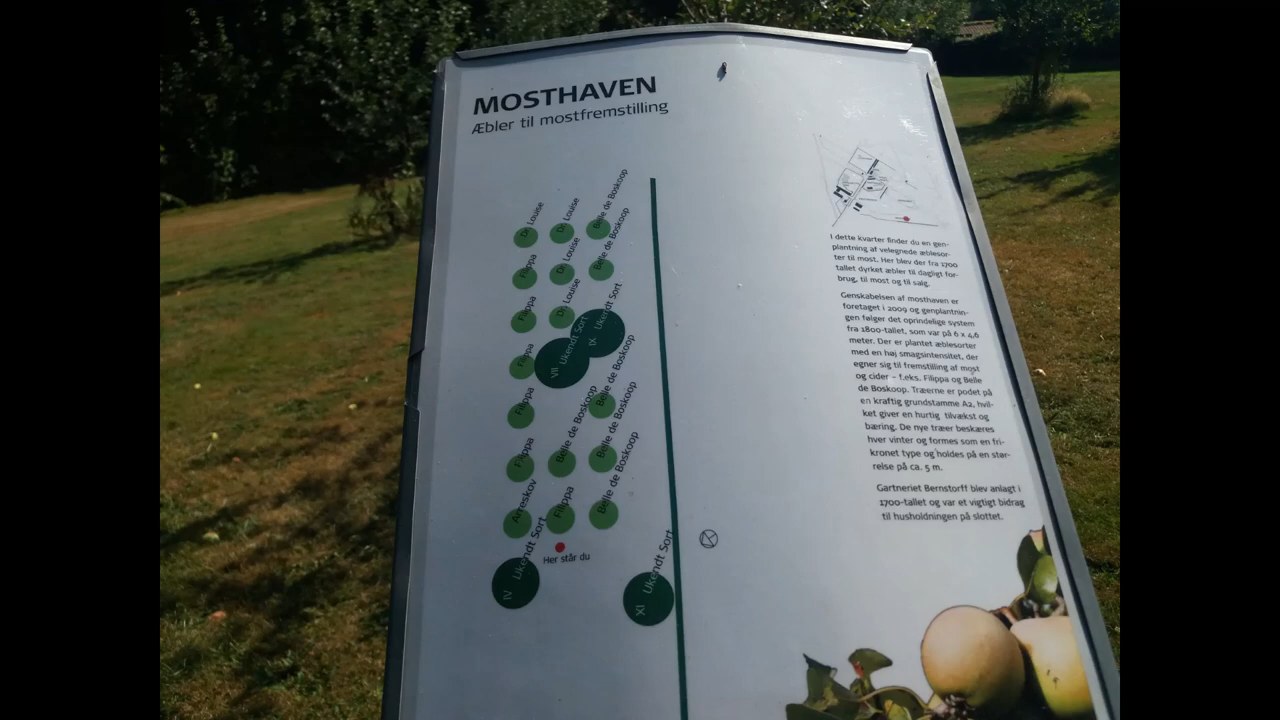 MOSTHAVEN
Æbler til mostfremstilling
Dr. Louise
Dr. Louise
Belle de Boskoop
Filippa
Dr. Louise
Belle de Boskoop
Filippa
Dr. Louise
IX Ukendt Sort
Filippa
VII Ukendt Sort
Filippa
Belle de Boskoop
Filippa
Belle de Boskoop
Belle de Boskoop
Arreskov
Filippa
Belle de Boskoop
Her står du
IV Ukendt Sort
XI Ukendt Sort
I dette kvarter finder du en gen-
plantning af velegnede æblesor-
ter til most. Her blev der fra 1700
tallet dyrket æbler til dagligt for-
brug, til most og til salg.
Genskabelsen af mosthaven er
foretaget i 2009 og genplantnin-
gen følger det oprindelige system
fra 1800-tallet, som var på 6 x 4,6
meter. Der er plantet æblesorter
med en høj smagsintensitet, der
egner sig til fremstilling af most
og cider – f.eks. Filippa og Belle
de Boskoop. Træerne er podet på
en kraftig grundstamme A2, hvil-
ket giver en hurtig tilvækst og
bæring. De nye træer beskæres
hver vinter og formes som en fri-
kronet type og holdes på en stør-
relse på ca. 5 m.
Gartneriet Bernstorff blev anlagt i
1700-tallet og var et vigtigt bidrag
til husholdningen på slottet.